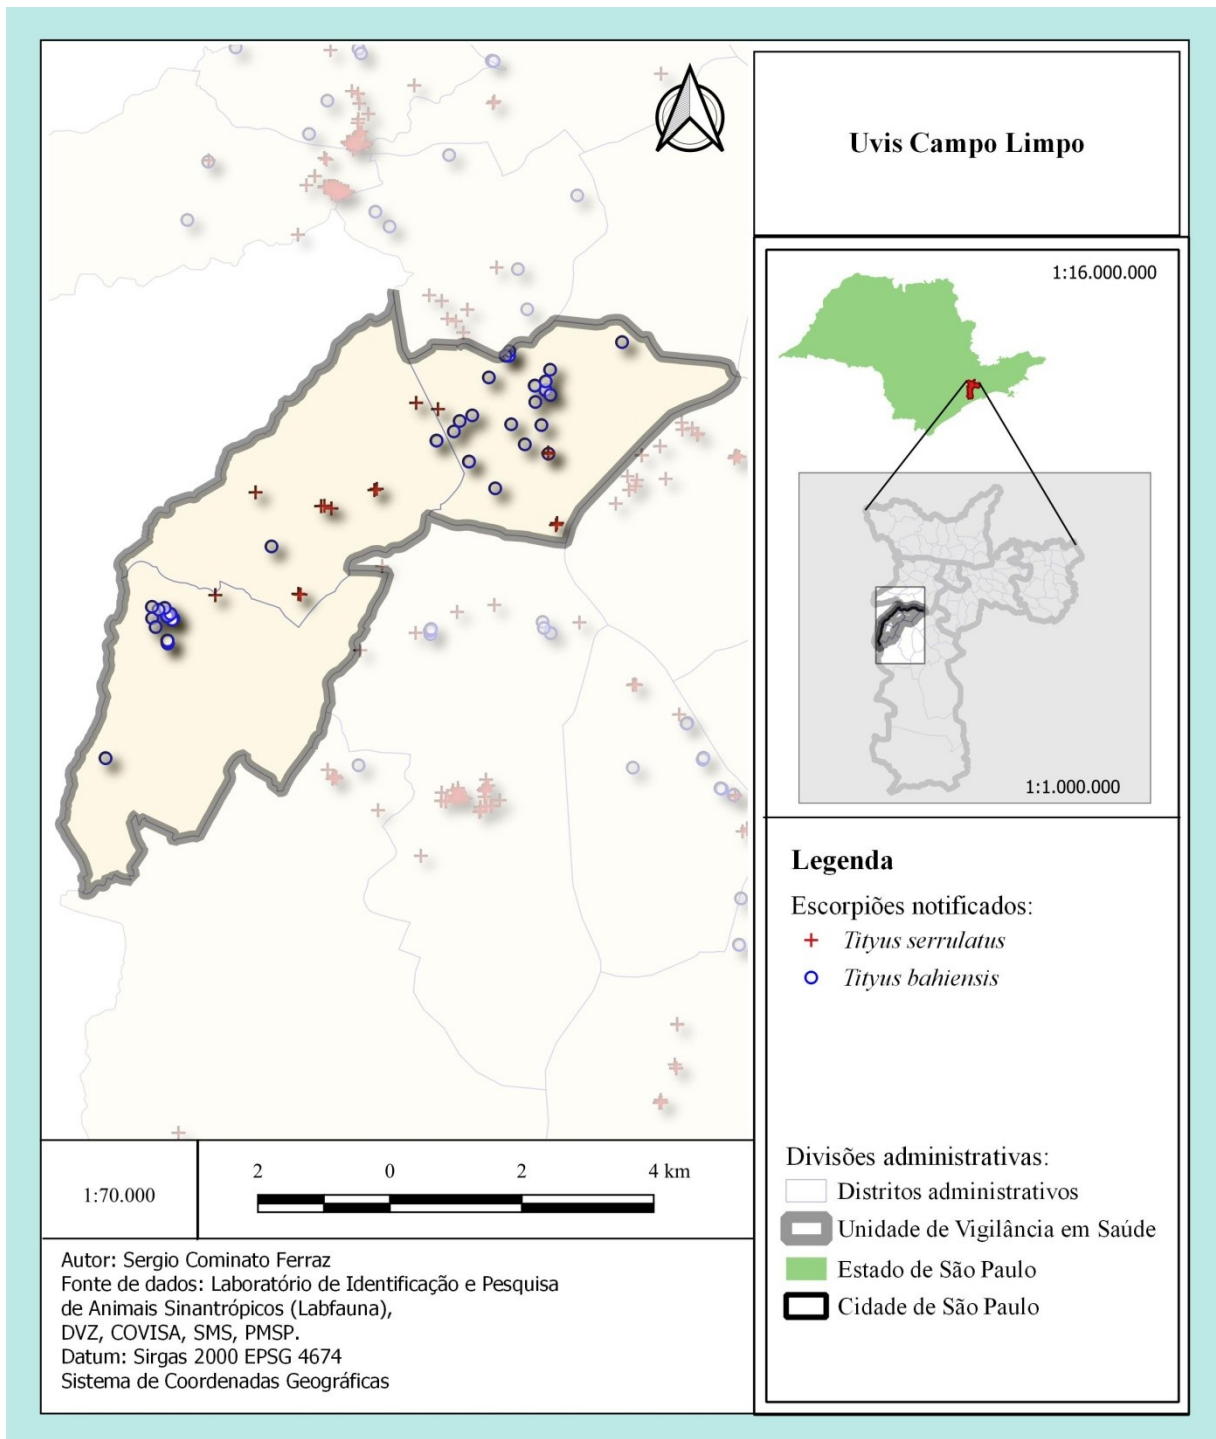 Uvis Campo Limpo
1:16.000.000
1:1.000.000
Legenda
Escorpiões notificados:
Tityus serrulatus
Tityus bahiensis
Divisões administrativas:
Distritos administrativos
Unidade de Vigilância em Saúde
Estado de São Paulo
Cidade de São Paulo
1:70.000
2 0 2 4 km
Autor: Sergio Cominato Ferraz
Fonte de dados: Laboratório de Identificação e Pesquisa
de Animais Sinantrópicos (Labfauna),
DVZ, COVISA, SMS, PMSP.
Datum: Sirgas 2000 EPSG 4674
Sistema de Coordenadas Geográficas